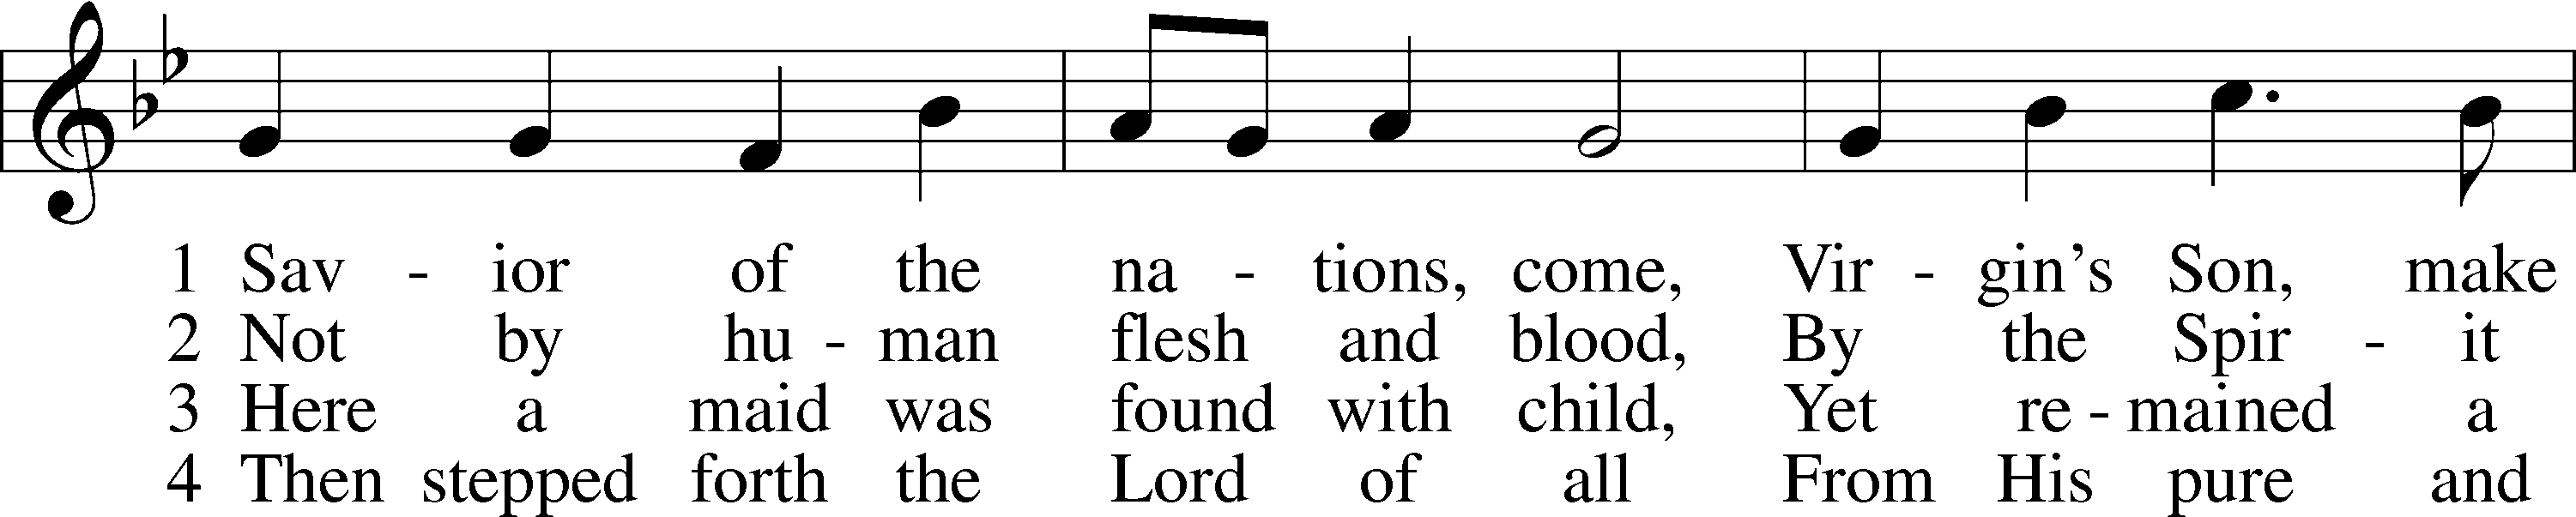 1 Sav - ior of the na - tions, come, Vir - gin's Son, make
2 Not by hu - man flesh and blood, By the Spir - it
3 Here a maid was found with child, Yet re - mained a
4 Then stepped forth the Lord of all From His pure and